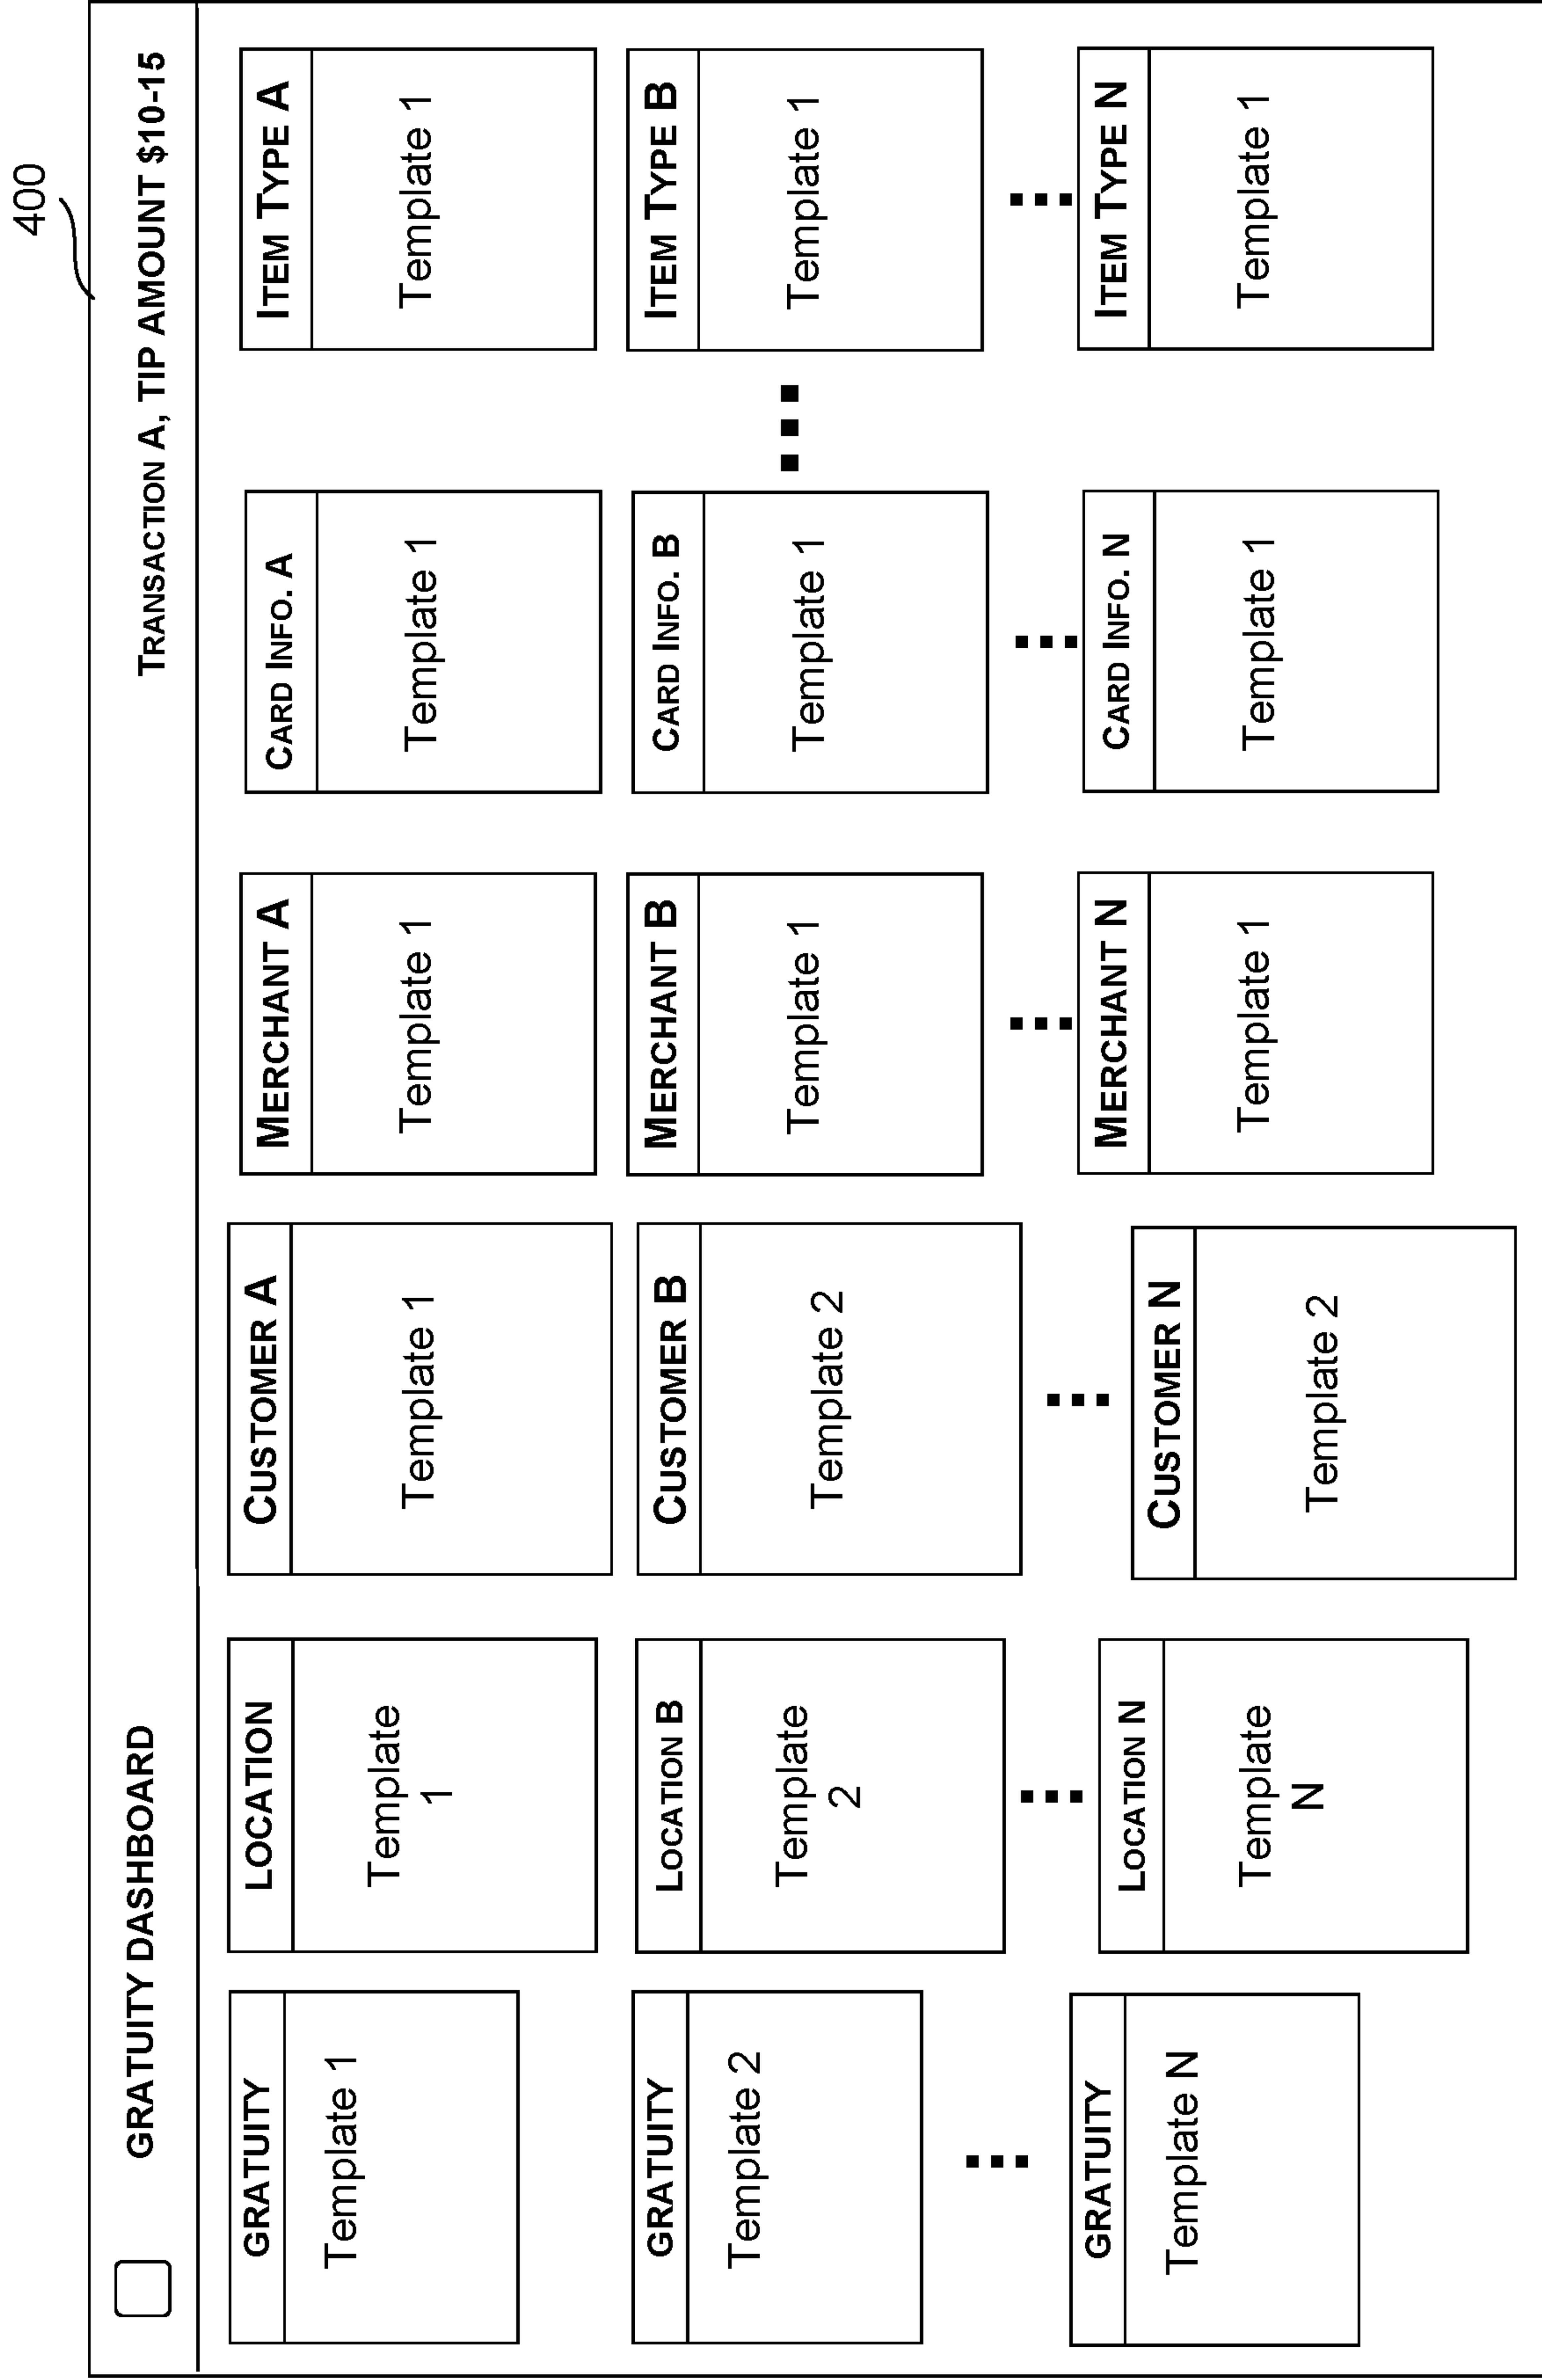 400
GRATUITY DASHBOARD
TRANSACTION A, TIP AMOUNT $10-15
GRATUITY
Template 1
LOCATION
Template
1
CUSTOMER A
Template 1
MERCHANT A
Template 1
CARD INFO. A
Template 1
ITEM TYPE A
Template 1
GRATUITY
Template 2
LOCATION B
Template
2
CUSTOMER B
Template 2
MERCHANT B
Template 1
CARD INFO. B
Template 1
ITEM TYPE B
Template 1
GRATUITY
Template N
LOCATION N
Template
N
CUSTOMER N
Template 2
MERCHANT N
Template 1
CARD INFO. N
Template 1
ITEM TYPE N
Template 1